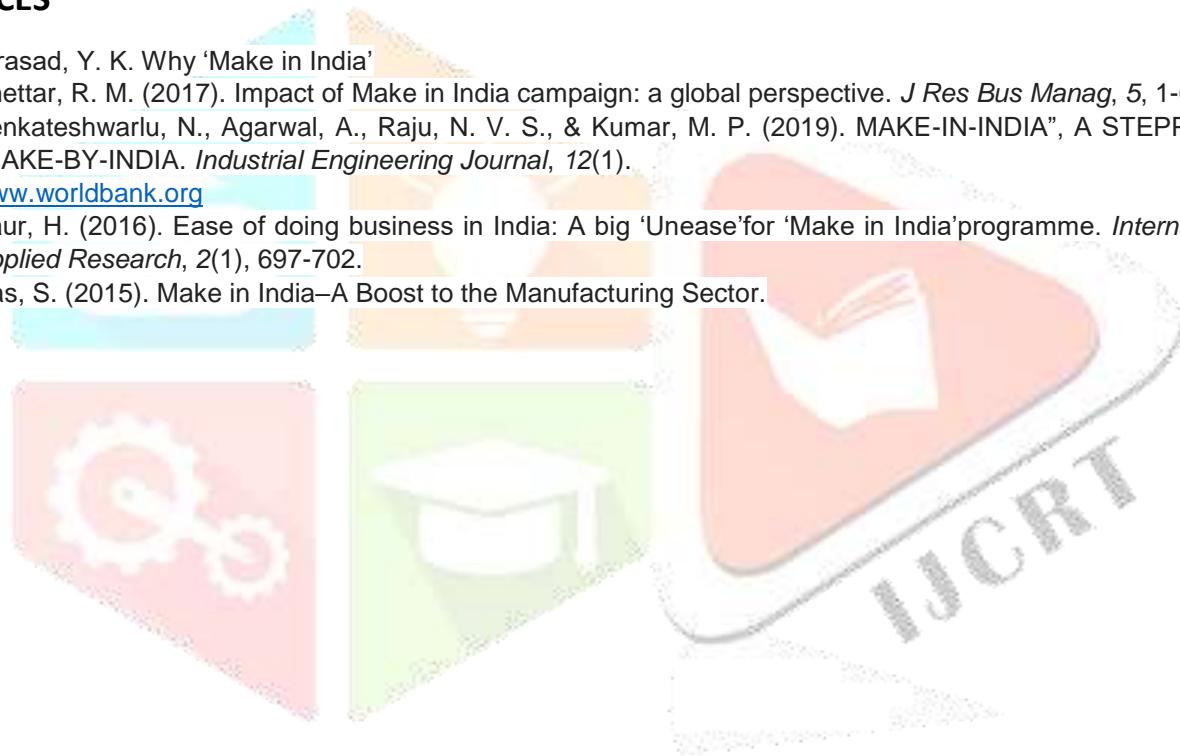 CES
rasad, Y. K. Why ‘Make in India’
ettar, R. M. (2017). Impact of Make in India campaign: a global perspective. J Res Bus Manag, 5, 1-
enkateshwarlu, N., Agarwal, A., Raju, N. V. S., & Kumar, M. P. (2019). MAKE-IN-INDIA”, A STEPP
AKE-BY-INDIA. Industrial Engineering Journal, 12(1).
ww.worldbank.org
ur, H. (2016). Ease of doing business in India: A big ‘Unease’for ‘Make in India’programme. Intern
pplied Research, 2(1), 697-702.
as, S. (2015). Make in India–A Boost to the Manufacturing Sector.
IJCRT